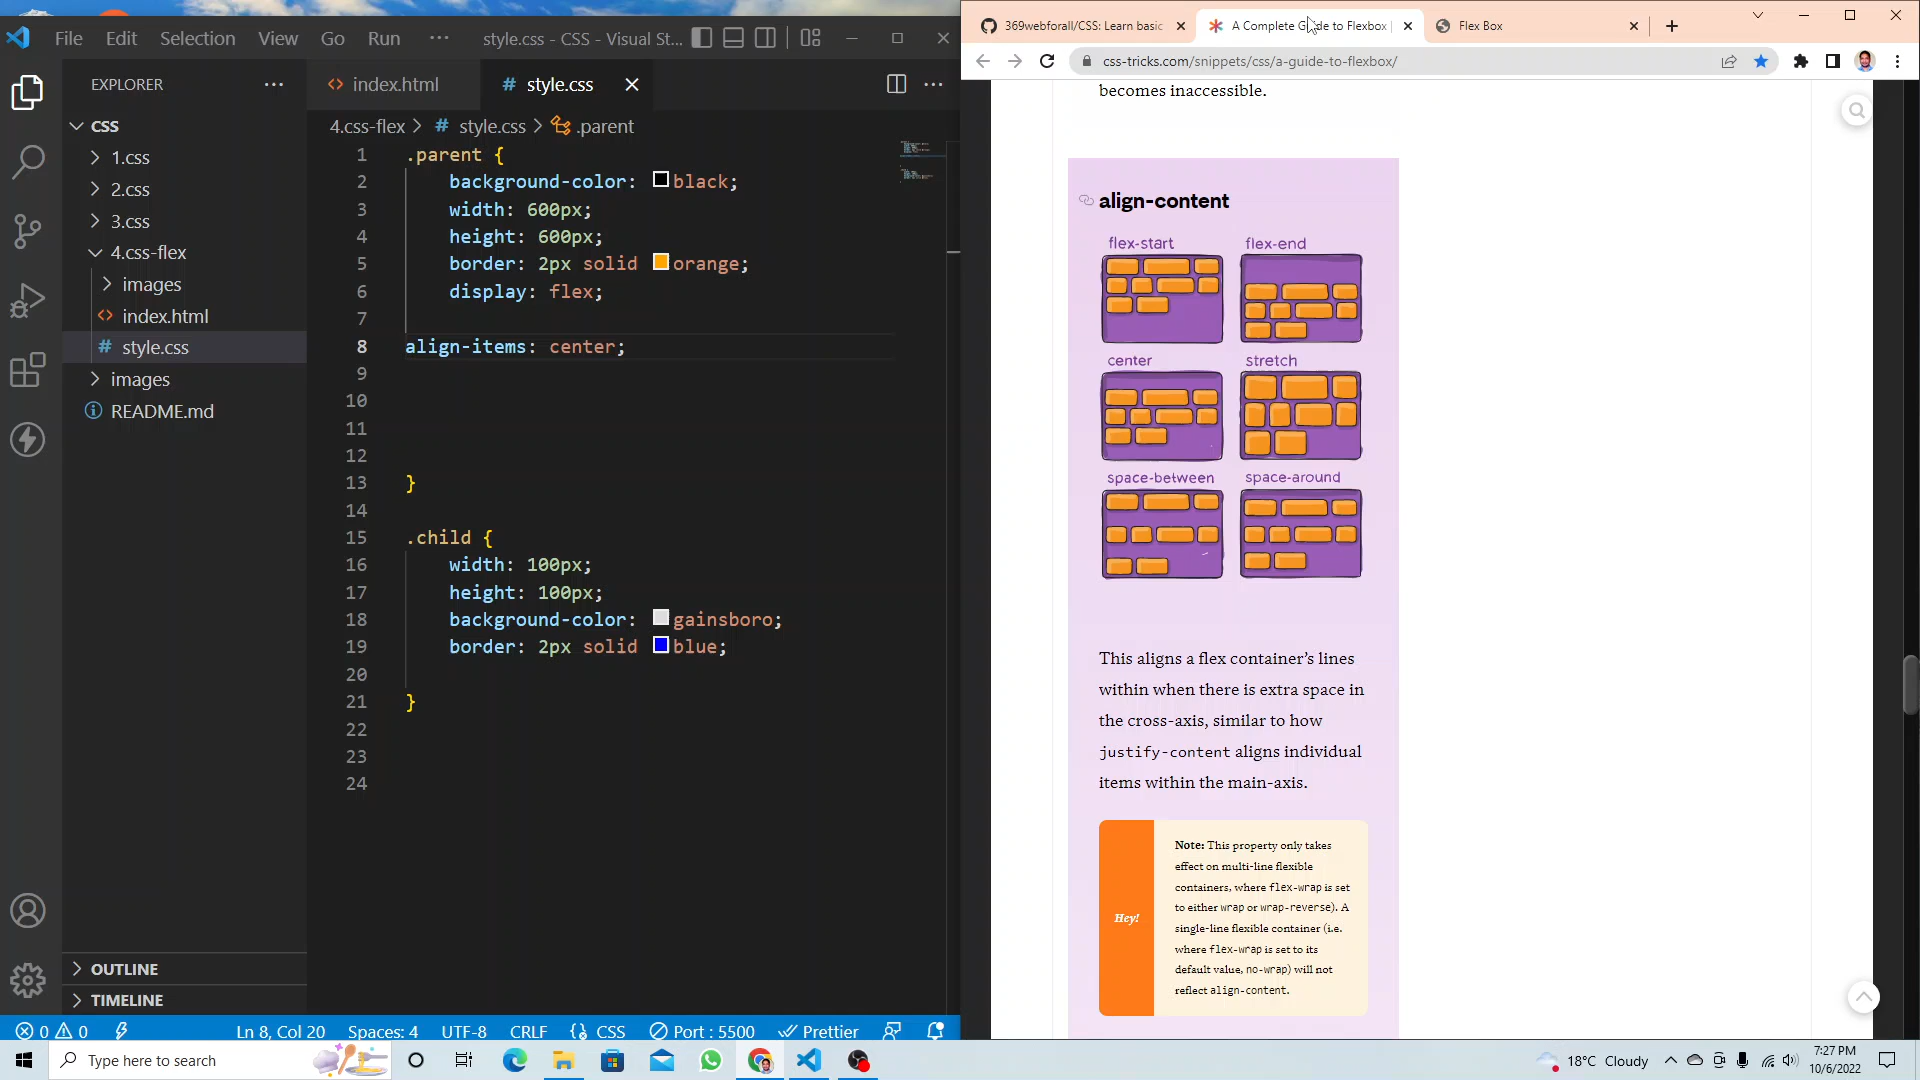 File Edit Selection View Go Run ··· style.css - CSS - Visual St...
EXPLORER ···
CSS
1.css
2.css
3.css
4.css-flex
images
index.html
style.css
images
README.md
OUTLINE
TIMELINE
index.html
style.css
4.css-flex > style.css > .parent
1 .parent {
2 background-color: black;
3 width: 600px;
4 height: 600px;
5 border: 2px solid orange;
6 display: flex;
7
8 align-items: center;
9
10
11
12
13 }
14
15 .child {
16 width: 100px;
17 height: 100px;
18 background-color: gainsboro;
19 border: 2px solid blue;
20
21 }
22
23
24
0 0 Ln 8, Col 20 Spaces: 4 UTF-8 CRLF {} CSS Port : 5500 Prettier
369webforall/CSS: Learn basic
A Complete Guide to Flexbox |
Flex Box
css-tricks.com/snippets/css/a-guide-to-flexbox/
becomes inaccessible.
align-content
flex-start flex-end
center stretch
space-between space-around
This aligns a flex container’s lines
within when there is extra space in
the cross-axis, similar to how
justify-content aligns individual
items within the main-axis.
Hey!
Note: This property only takes
effect on multi-line flexible
containers, where flex-wrap is set
to either wrap or wrap-reverse). A
single-line flexible container (i.e.
where flex-wrap is set to its
default value, no-wrap) will not
reflect align-content.
Type here to search
18°C Cloudy
7:27 PM
10/6/2022